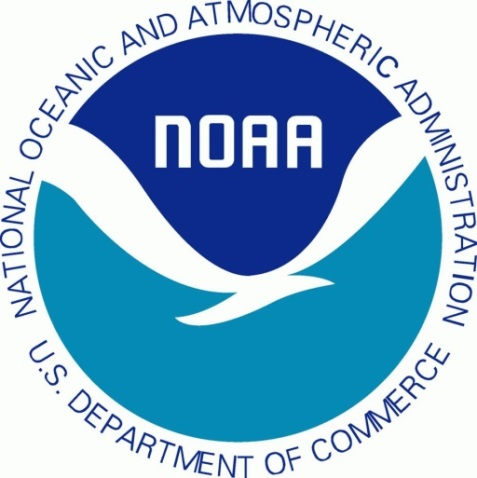 NATIONAL OCEANIC AND ATMOSPHERIC ADMINISTRATION
NOAA
U.S. DEPARTMENT OF COMMERCE